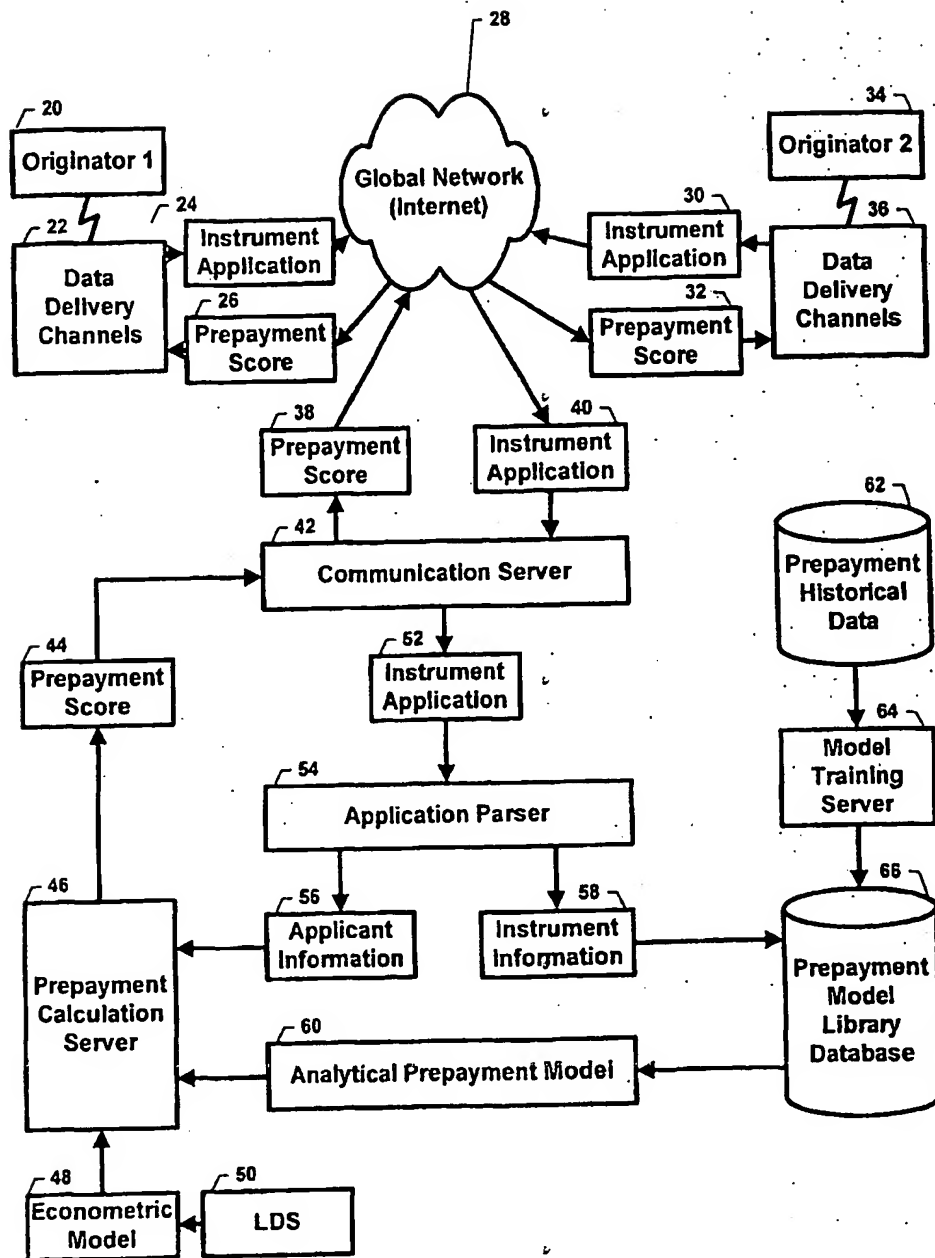 28
20
34
Originator 1
Originator 2
Global Network
(Internet)
24
30
22
36
Instrument
Application
Instrument
Application
Data
Delivery
Channels
Data
Delivery
Channels
26
32
Prepayment
Score
Prepayment
Score
38
40
Prepayment
Score
Instrument
Application
62
42
Communication Server
Prepayment
Historical
Data
44
52
Prepayment
Score
Instrument
Application
64
Model
Training
Server
54
Application Parser
46
56
58
66
Applicant
Information
Instrument
Information
Prepayment
Calculation
Server
Prepayment
Model
Library
Database
60
Analytical Prepayment Model
48
50
Econometric
Model
LDS